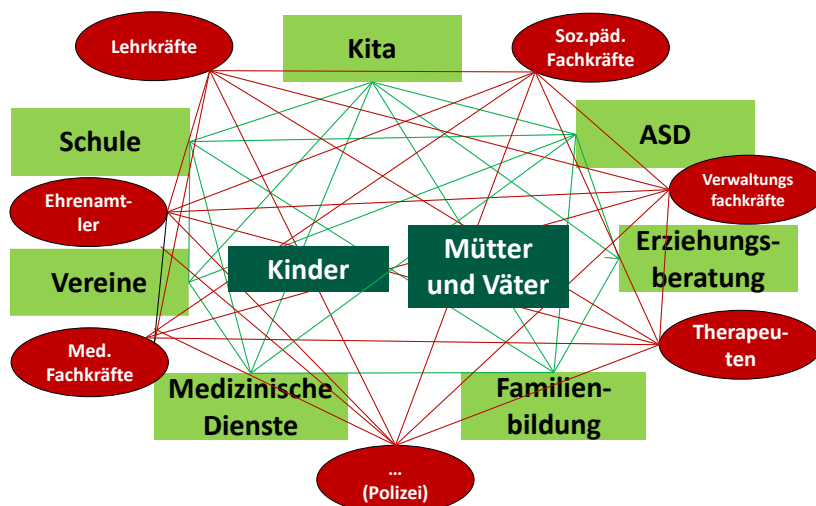 Lehrkräfte
Kita
Soz.päd.
Fachkräfte
Schule
ASD
Ehrenamt-
ler
Verwaltungs
fachkräfte
Vereine
Kinder
Mütter
und Väter
Erziehungs-
beratung
Med.
Fachkräfte
Therapeu-
ten
Medizinische
Dienste
Familien-
bildung
...
(Polizei)